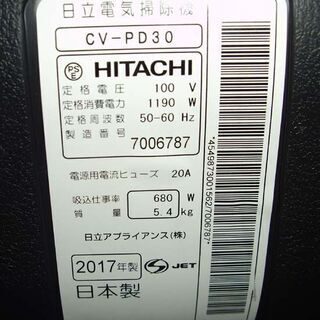 日立電気掃除機
CV-PD30
PSE HITACHI
定格電圧 100 V
定格消費電力 1190 W
定格周波数 50-60 Hz
製造番号
7006787
電源用電流ヒューズ 20A
吸込仕事率 680 W
質量 5.4 kg
日立アプライアンス(株)
2017年製 JET
日本製
*45498730015627006787*